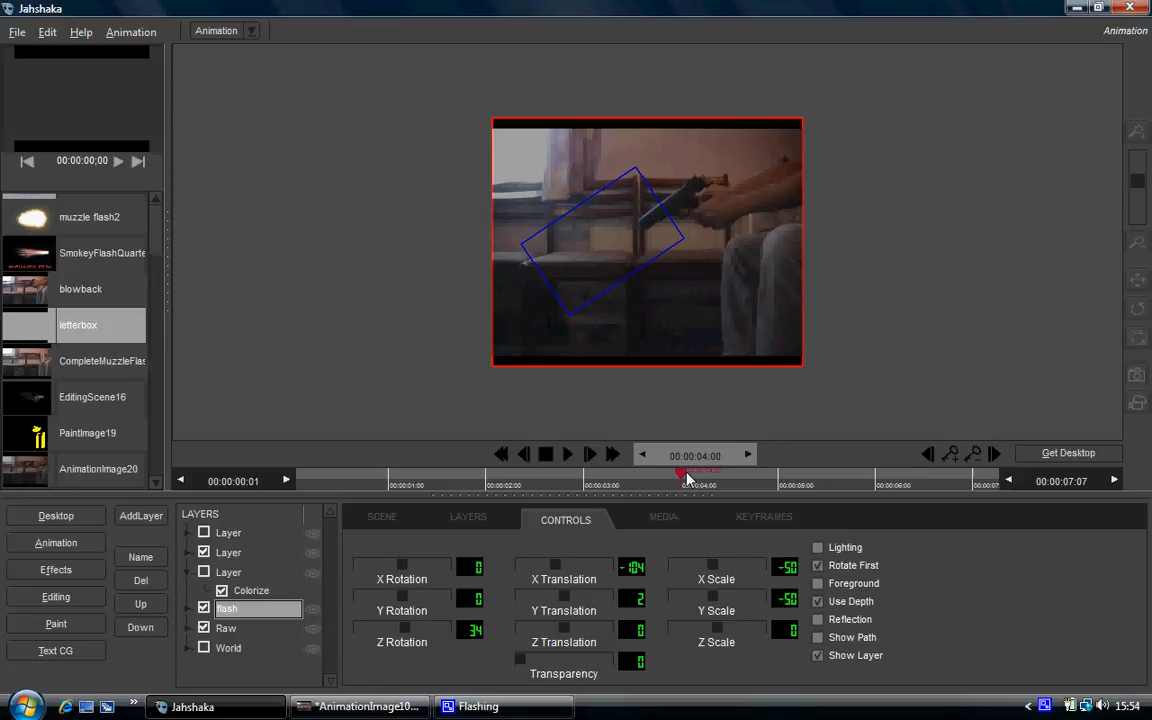 Jahshaka
File Edit Help Animation
Animation
Animation
00:00:00;00
muzzle flash2
SmokeyFlashQuarte
blowback
letterbox
CompleteMuzzleFlas
EditingScene16
PaintImage19
AnimationImage20
00:00:04:00
Get Desktop
00:00:00:01
00:00:01:00
00:00:02:00
00:00:03:00
00:00:05:00
00:00:06:00
00:00:07
00:00:07:07
Desktop
Animation
Effects
Editing
Paint
Text CG
AddLayer
Name
Del
Up
Down
LAYERS
Layer
Layer
Layer
Colorize
flash
Raw
World
SCENE LAYERS CONTROLS MEDIA KEYFRAMES
X Rotation 0
Y Rotation 0
Z Rotation 34
X Translation -104
Y Translation 2
Z Translation 0
Transparency 0
X Scale -50
Y Scale -50
Z Scale 0
Lighting
Rotate First
Foreground
Use Depth
Reflection
Show Path
Show Layer
Jahshaka
*AnimationImage10...
Flashing
15:54